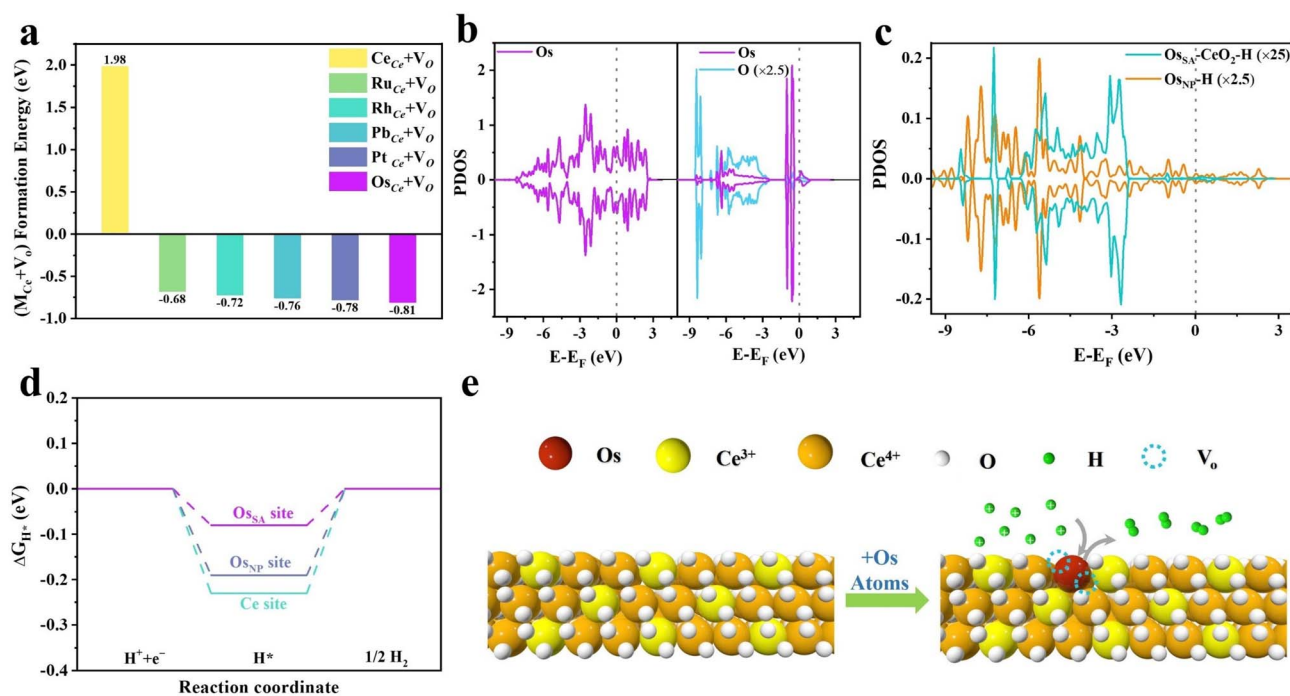 a
(M_Ce+V_o) Formation Energy (eV)
2.0
1.5
1.0
0.5
0.0
-0.5
-1.0
1.98
-0.68
-0.72
-0.76
-0.78
-0.81
Ce_Ce+V_O
Ru_Ce+V_O
Rh_Ce+V_O
Pb_Ce+V_O
Pt_Ce+V_O
Os_Ce+V_O
b
PDOS
2
1
0
-1
-2
Os
Os
O (×2.5)
-9 -6 -3 0 3
-9 -6 -3 0 3
E-E_F (eV)
E-E_F (eV)
c
PDOS
0.2
0.1
0.0
-0.1
-0.2
Os_SA-CeO₂-H (×25)
Os_NP-H (×2.5)
-9 -6 -3 0 3
E-E_F (eV)
d
ΔG_H* (eV)
0.2
0.1
0.0
-0.1
-0.2
-0.3
-0.4
Os_SA site
Os_NP site
Ce site
H⁺+e⁻ H* 1/2 H₂
Reaction coordinate
e
Os Ce³⁺ Ce⁴⁺ O H V_o
+Os
Atoms